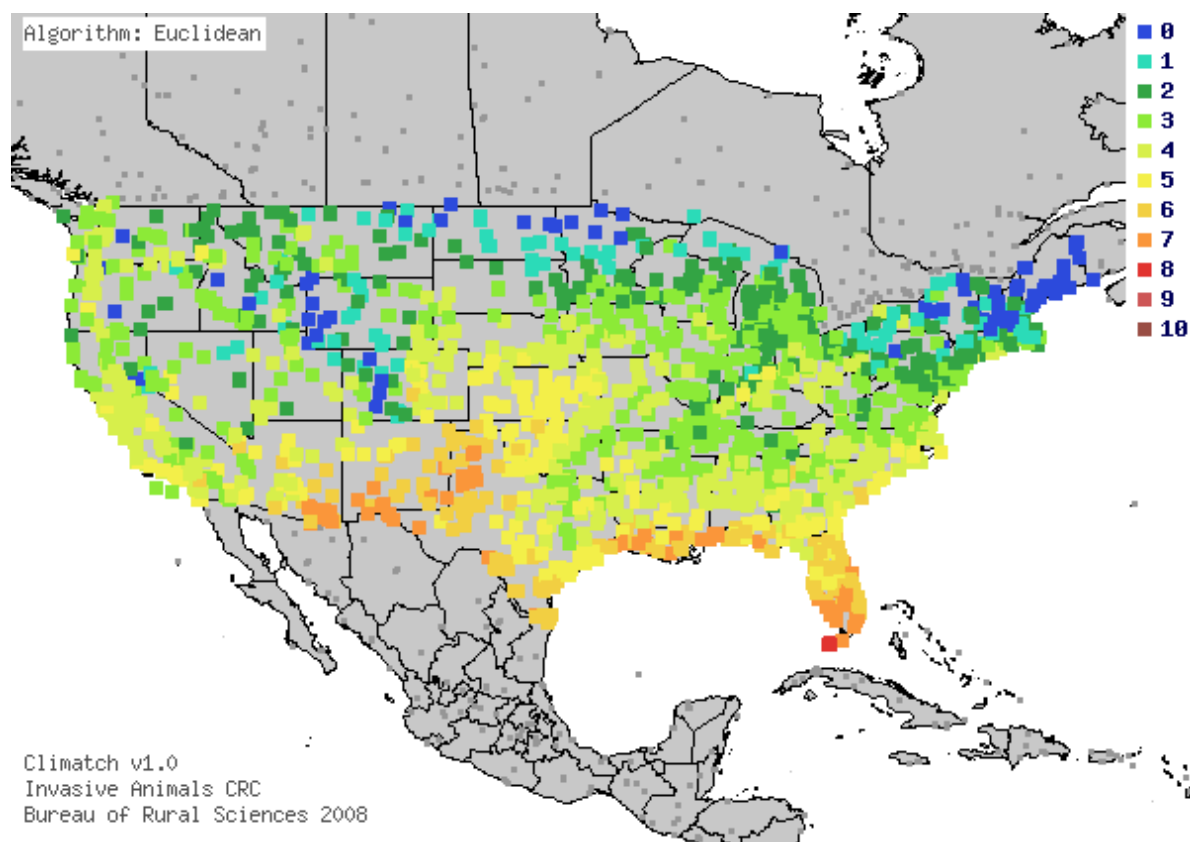 Algorithm: Euclidean
0
1
2
3
4
5
6
7
8
9
10
Climatch v1.0
Invasive Animals CRC
Bureau of Rural Sciences 2008